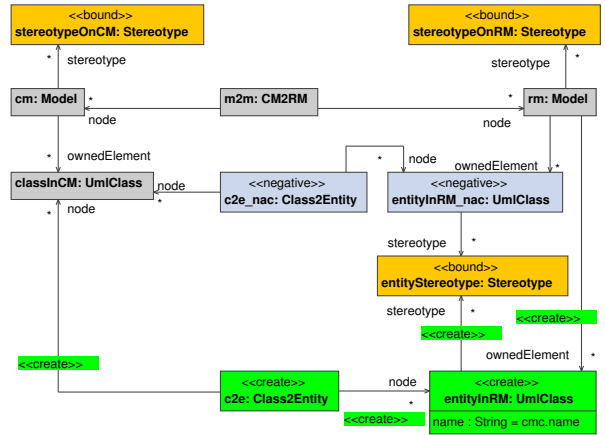 <<bound>>
stereotypeOnCM: Stereotype
<<bound>>
stereotypeOnRM: Stereotype
* stereotype
stereotype *
cm: Model
*
m2m: CM2RM
*
rm: Model
node
node
* ownedElement
* node
ownedElement *
classInCM: UmlClass
node
*
<<negative>>
c2e_nac: Class2Entity
<<negative>>
entityInRM_nac: UmlClass
* node
stereotype *
<<bound>>
entityStereotype: Stereotype
stereotype *
<<create>>
<<create>>
ownedElement *
<<create>>
<<create>>
c2e: Class2Entity
node
*
<<create>>
<<create>>
entityInRM: UmlClass
name : String = cmc.name